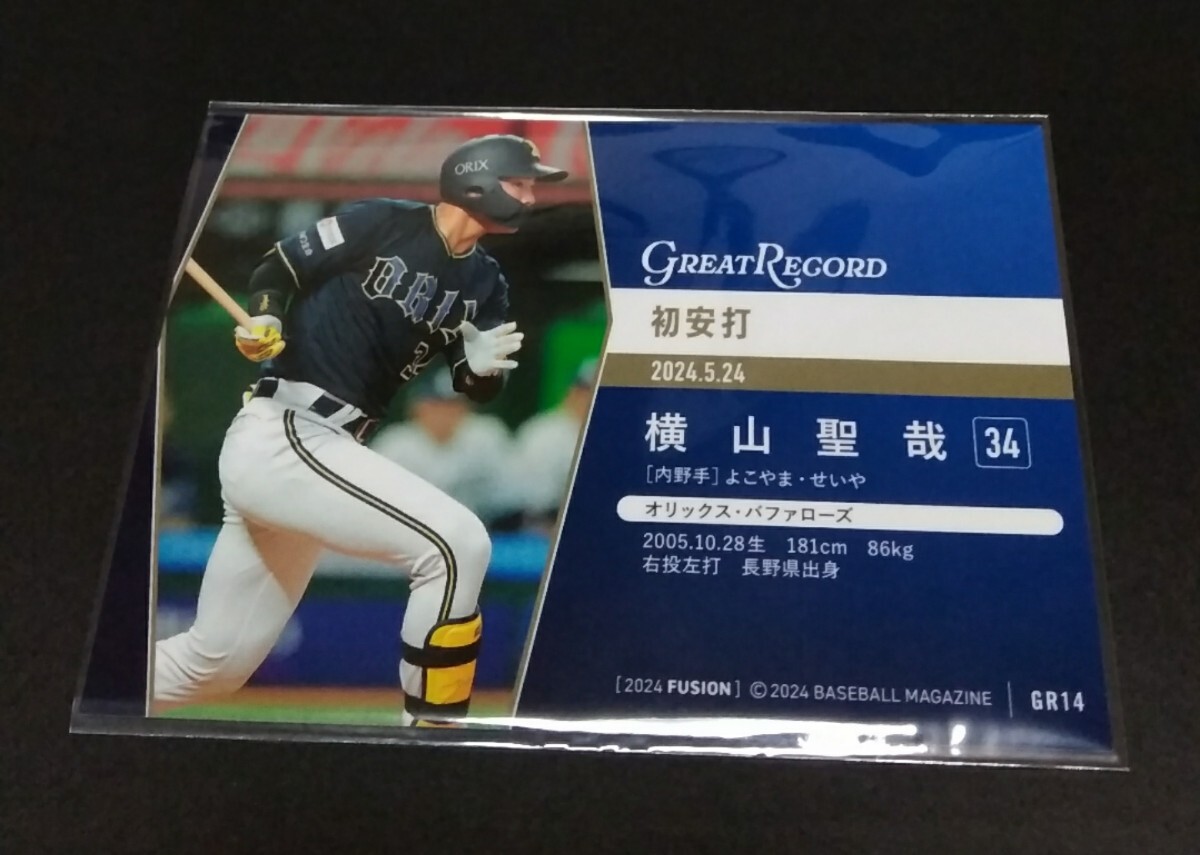 ORIX
GREAT RECORD
初安打
2024.5.24
横山聖哉 34
[内野手]よこやま・せいや
オリックス・バファローズ
2005.10.28生 181cm 86kg
右投左打 長野県出身
[2024 FUSION] ©2024 BASEBALL MAGAZINE GR14